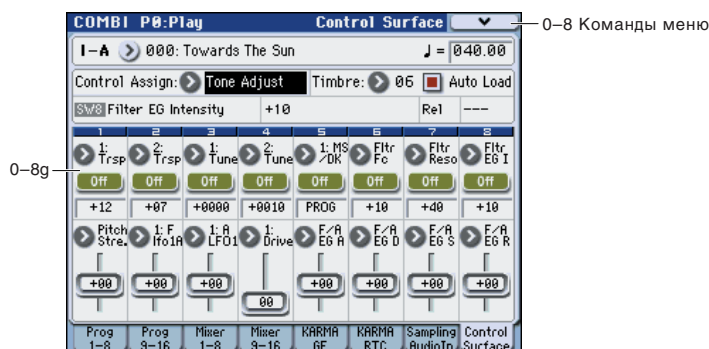 COMBI P0:Play Control Surface
0–8 Команды меню
I–A 000: Towards The Sun ♩= 040.00
Control Assign: Tone Adjust Timbre: 06 Auto Load
SW8 Filter EG Intensity +10 Rel ---
1 2 3 4 5 6 7 8
0–8g
1: Trsp 2: Trsp 1: Tune 2: Tune 1: MS/DK Fltr Fc Fltr Reso Fltr EG I
Off Off Off Off Off Off Off Off
+12 +07 +0000 +0010 PROG +10 +40 +10
Pitch Stre. 1: F lfo1A 1: A LFO1 1: Drive F/A EG A F/A EG D F/A EG S F/A EG R
+00 +00 +00 00 +00 +00 +00 +00
Prog 1–8 Prog 9–16 Mixer 1–8 Mixer 9–16 KARMA GE KARMA RTC Sampling AudioIn Control Surface